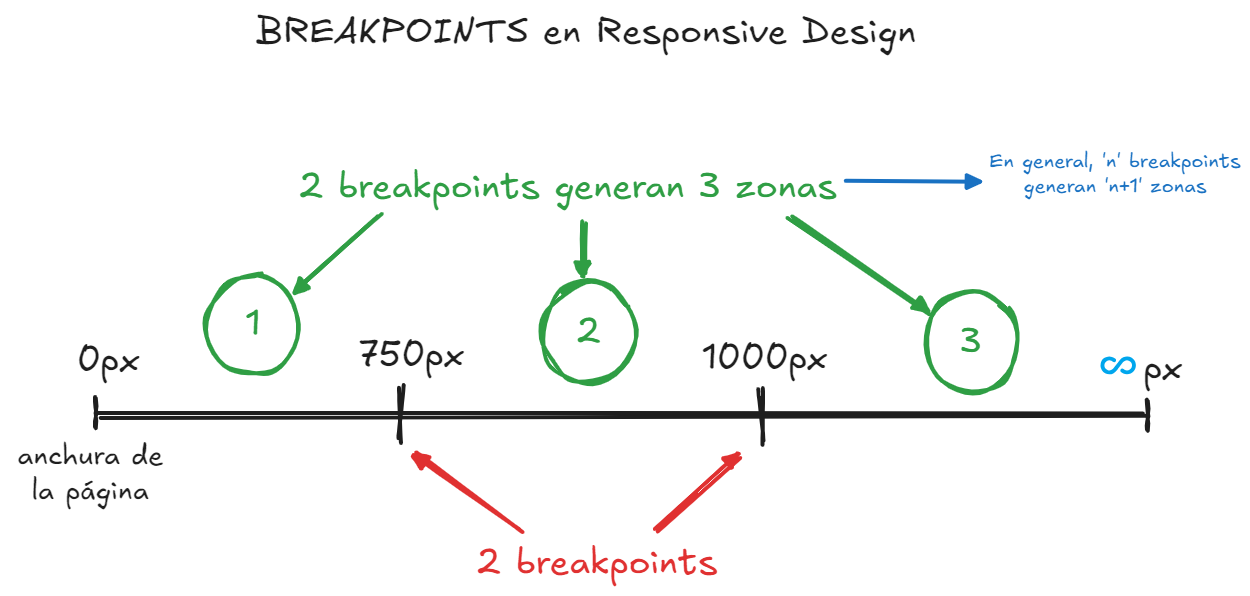 BREAKPOINTS en Responsive Design
En general, 'n' breakpoints
generan 'n+1' zonas
2 breakpoints generan 3 zonas
1
2
3
0px
750px
1000px
∞ px
anchura de
la página
2 breakpoints